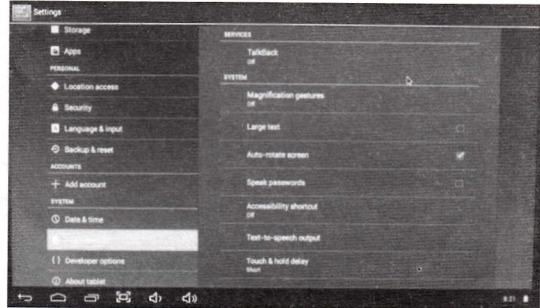 Settings
Storage
Apps
PERSONAL
Location access
Security
Language & input
Backup & reset
ACCOUNTS
Add account
SYSTEM
Date & time
Developer options
About tablet
SERVICES
TalkBack
Off
SYSTEM
Magnification gestures
Off
Large text
Auto-rotate screen
Speak passwords
Accessibility shortcut
Off
Text-to-speech output
Touch & hold delay
Short
8:21